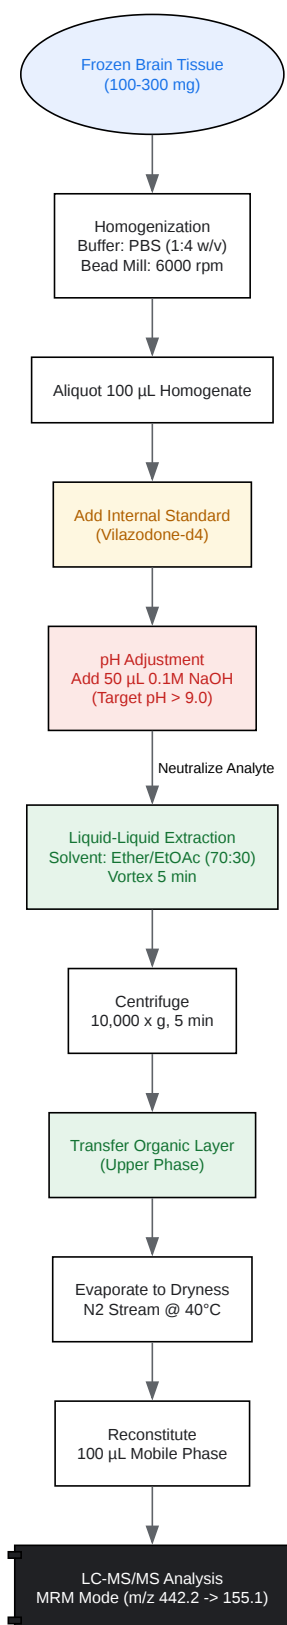 Frozen Brain Tissue
(100-300 mg)
Homogenization
Buffer: PBS (1:4 w/v)
Bead Mill: 6000 rpm
Aliquot 100 µL Homogenate
Add Internal Standard
(Vilazodone-d4)
pH Adjustment
Add 50 µL 0.1M NaOH
(Target pH > 9.0)
Neutralize Analyte
Liquid-Liquid Extraction
Solvent: Ether/EtOAc (70:30)
Vortex 5 min
Centrifuge
10,000 x g, 5 min
Transfer Organic Layer
(Upper Phase)
Evaporate to Dryness
N2 Stream @ 40°C
Reconstitute
100 µL Mobile Phase
LC-MS/MS Analysis
MRM Mode (m/z 442.2 -> 155.1)